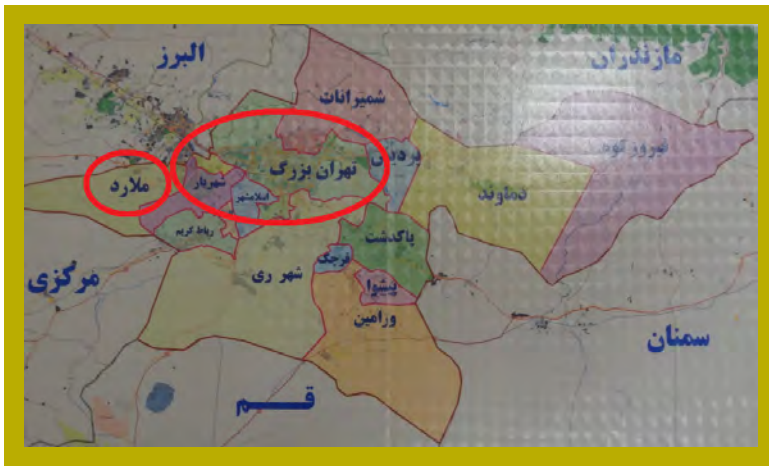 البرز
مازندران
شمیرانات
فیروزکوه
پردیس
تهران بزرگ
دماوند
ملارد
شهریار
اسلامشهر
رباط کریم
پاکدشت
قرچک
شهر ری
پیشوا
مرکزی
ورامین
سمنان
قم